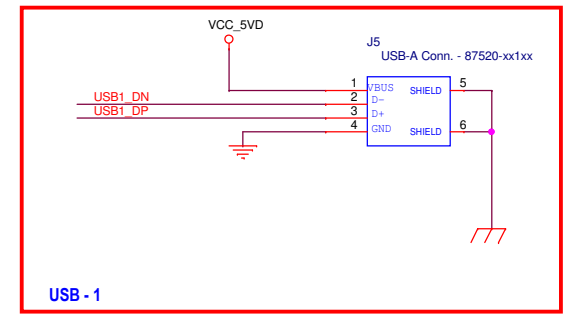 VCC_5VD
J5
USB-A Conn. - 87520-xx1xx
1 VBUS SHIELD 5
USB1_DN 2 D-
USB1_DP 3 D+
4 GND SHIELD 6
USB - 1